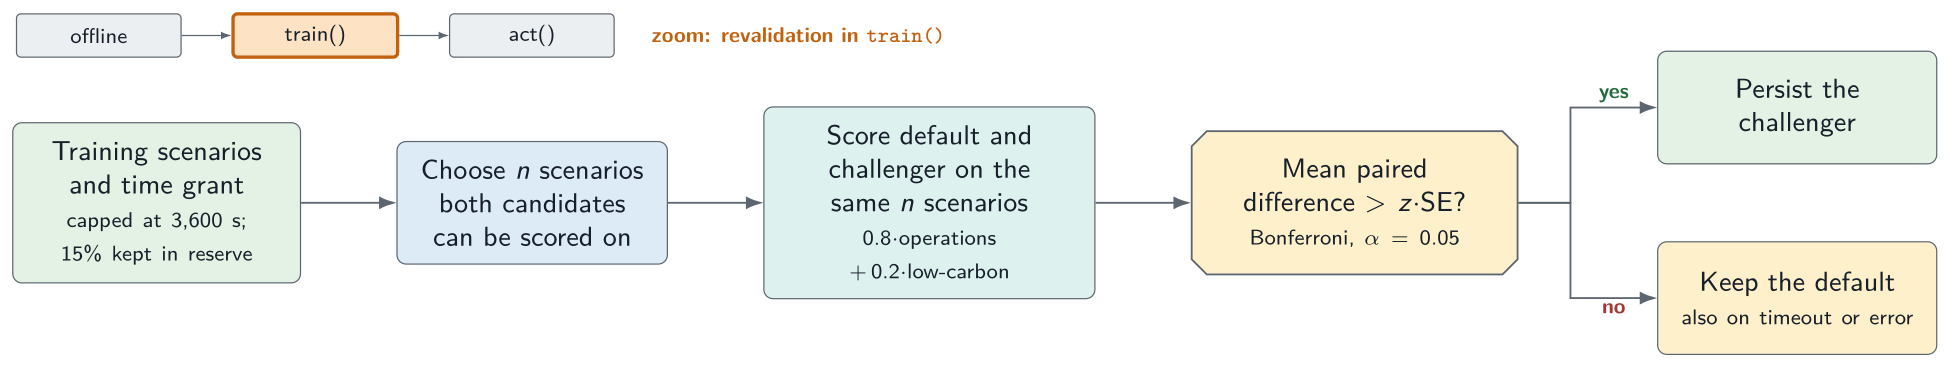 offline
train()
act()
zoom: revalidation in train()
Training scenarios
and time grant
capped at 3,600 s;
15% kept in reserve
Choose n scenarios
both candidates
can be scored on
Score default and
challenger on the
same n scenarios
0.8·operations
+ 0.2·low-carbon
Mean paired
difference > z·SE?
Bonferroni, α = 0.05
yes
Persist the
challenger
no
Keep the default
also on timeout or error